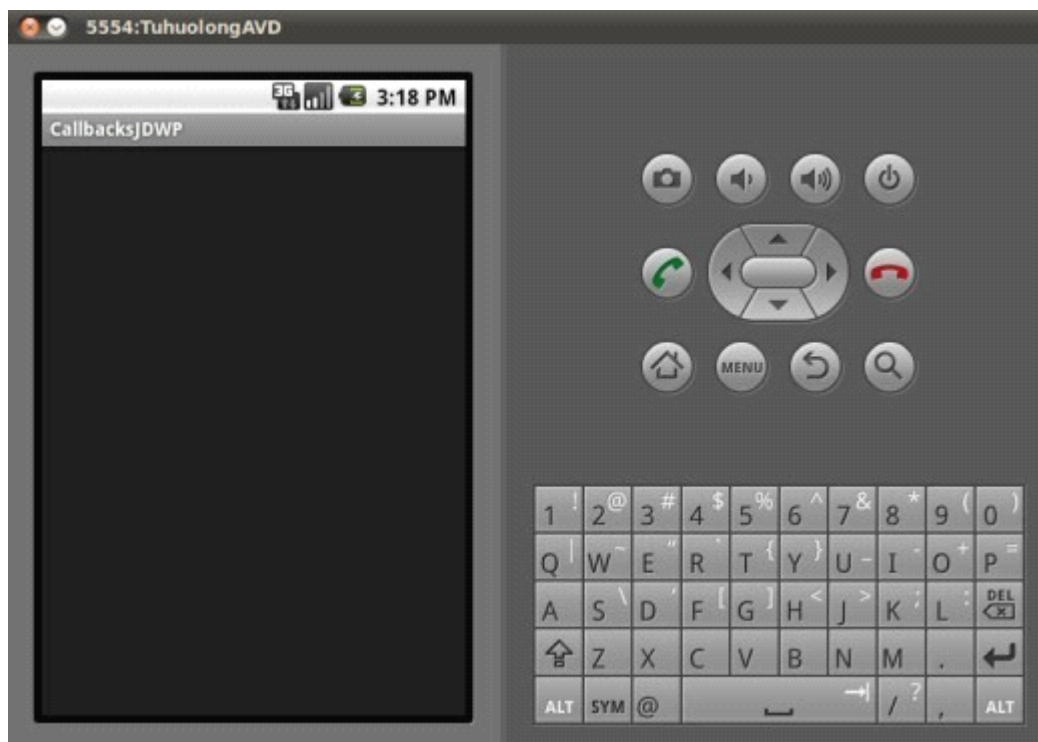 5554:TuhuolongAVD
3G 3:18 PM
CallbacksJDWP
MENU
1 ! 2 @ 3 # 4 $ 5 % 6 ^ 7 & 8 * 9 ( 0 )
Q | W ~ E " R ` T { Y } U _ I - O + P =
A S \ D ' F [ G ] H < J > K ; L : DEL
Z X C V B N M .
ALT SYM @ / ? , ALT